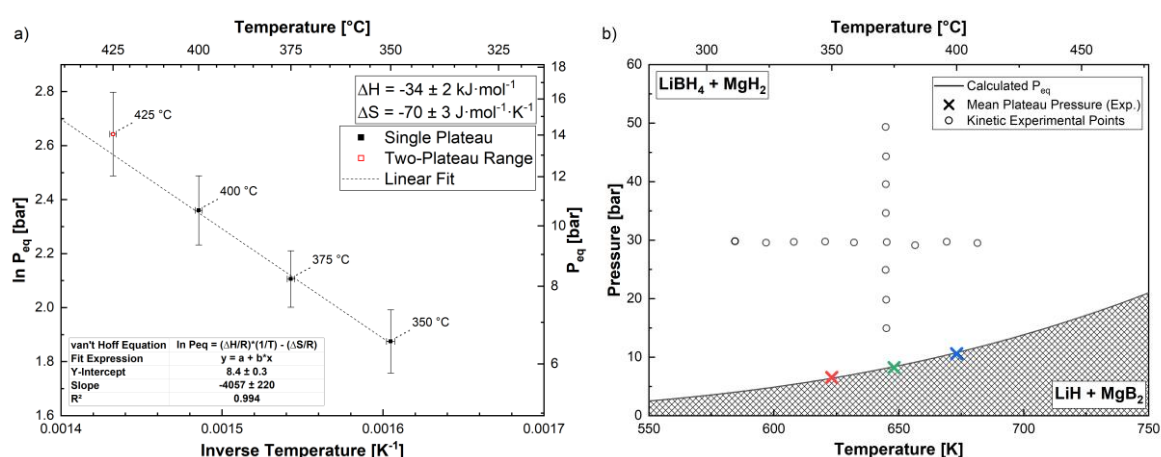 a)
Temperature [°C]
425 400 375 350 325
ΔH = -34 ± 2 kJ·mol⁻¹
ΔS = -70 ± 3 J·mol⁻¹·K⁻¹
Single Plateau
Two-Plateau Range
Linear Fit
425 °C
400 °C
375 °C
350 °C
ln Peq [bar]
2.8
2.6
2.4
2.2
2.0
1.8
1.6
Peq [bar]
18
16
14
12
10
8
6
van't Hoff Equation ln Peq = (ΔH/R)*(1/T) - (ΔS/R)
Fit Expression y = a + b*x
Y-Intercept 8.4 ± 0.3
Slope -4057 ± 220
R² 0.994
0.0014 0.0015 0.0016 0.0017
Inverse Temperature [K⁻¹]
b)
Temperature [°C]
300 350 400 450
LiBH₄ + MgH₂
Calculated Peq
Mean Plateau Pressure (Exp.)
Kinetic Experimental Points
Pressure [bar]
60
50
40
30
20
10
0
LiH + MgB₂
550 600 650 700 750
Temperature [K]